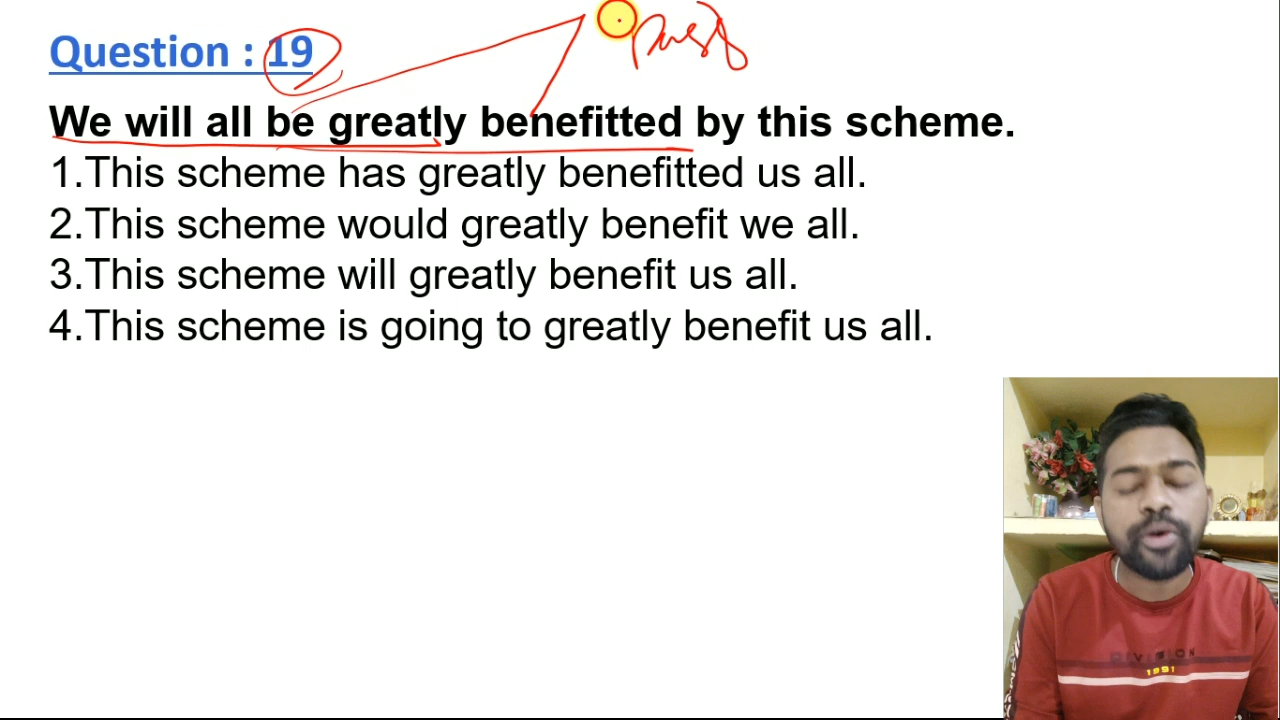 Question : 19
We will all be greatly benefitted by this scheme.
1.This scheme has greatly benefitted us all.
2.This scheme would greatly benefit we all.
3.This scheme will greatly benefit us all.
4.This scheme is going to greatly benefit us all.
DIVISION
1991